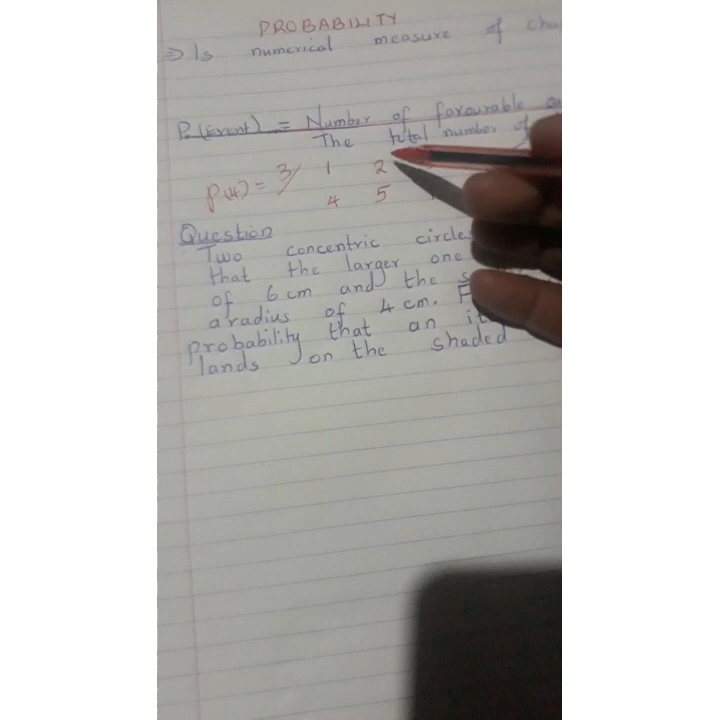 PROBABILITY
⇒ Is numerical measure of
P(Event) = Number of favourable
The total number of
P(4) = 3/ 1 2
4 5
Question
Two concentric circles
that the larger one
of 6 cm and the
a radius of 4 cm.
probability that an
lands on the shaded